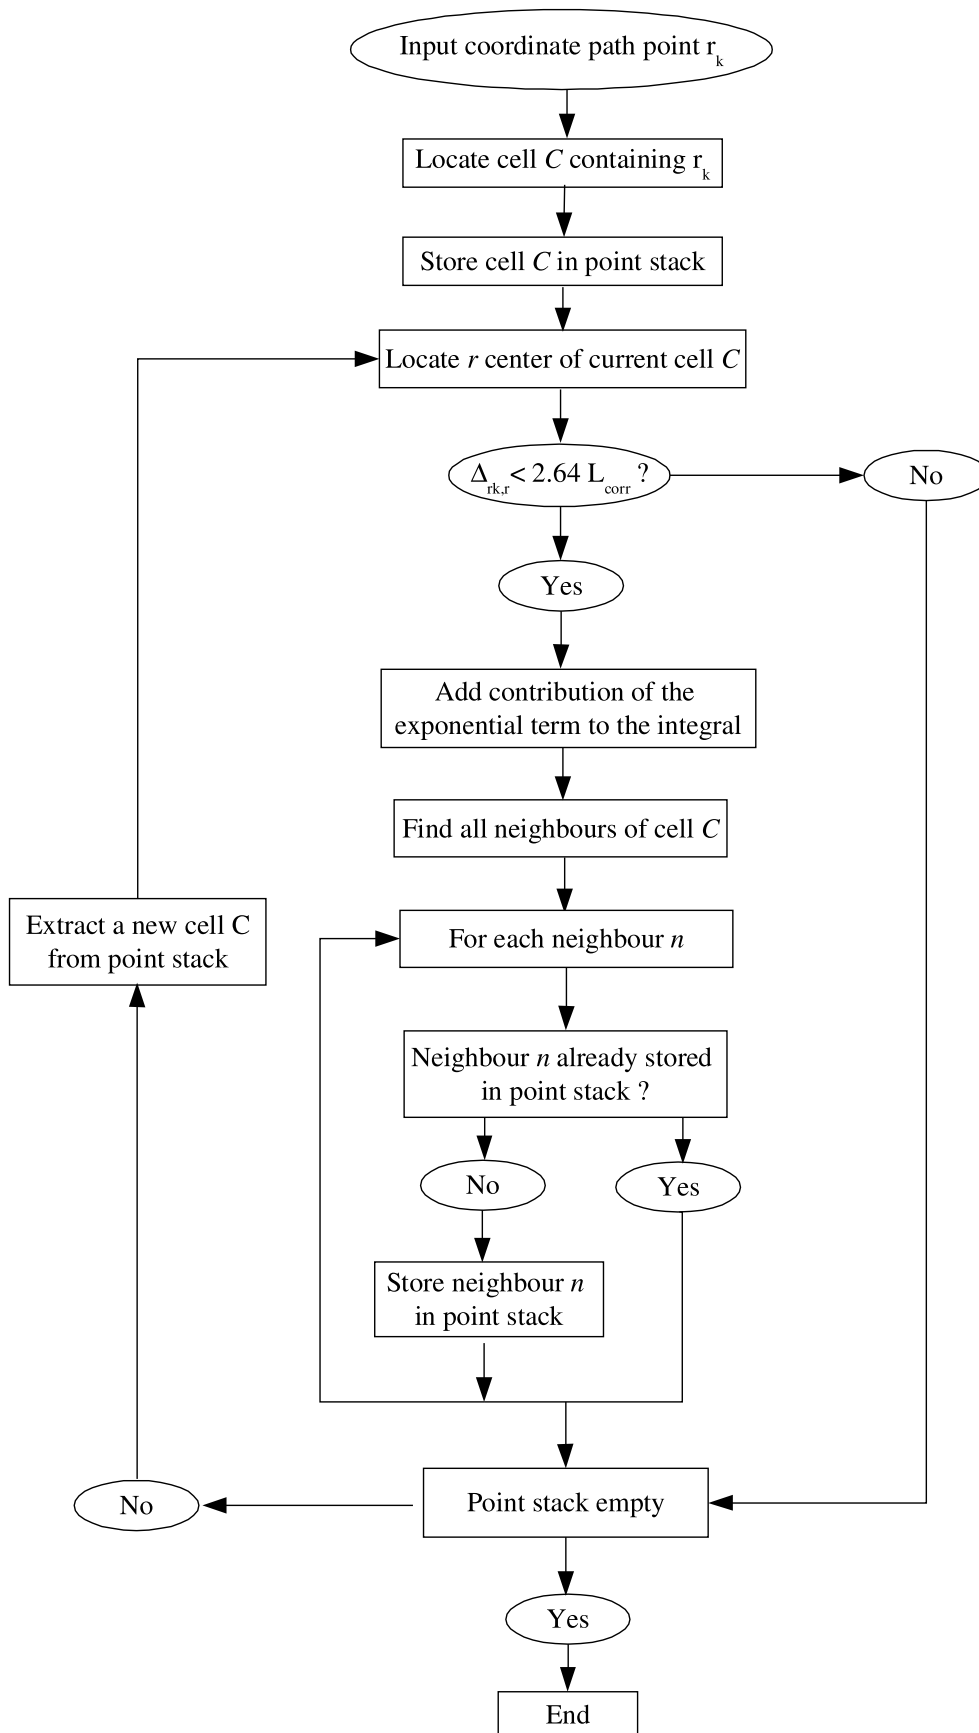 Input coordinate path point r_k
Locate cell C containing r_k
Store cell C in point stack
Locate r center of current cell C
Δ_rk,r < 2.64 L_corr ?
No
Yes
Add contribution of the
exponential term to the integral
Find all neighbours of cell C
Extract a new cell C
from point stack
For each neighbour n
Neighbour n already stored
in point stack ?
No
Yes
Store neighbour n
in point stack
No
Point stack empty
Yes
End